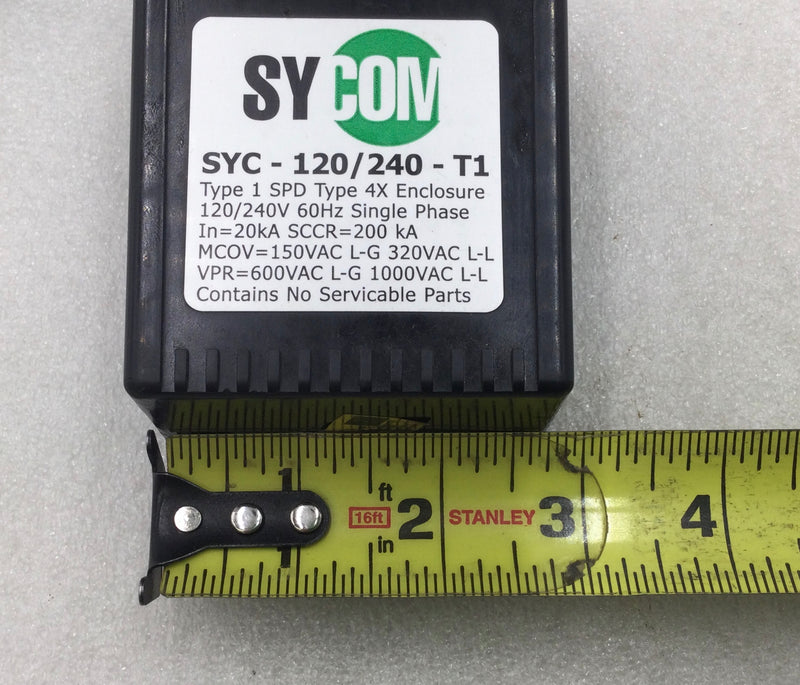 SYCOM
SYC - 120/240 - T1
Type 1 SPD Type 4X Enclosure
120/240V 60Hz Single Phase
In=20kA SCCR=200 kA
MCOV=150VAC L-G 320VAC L-L
VPR=600VAC L-G 1000VAC L-L
Contains No Servicable Parts
1 ft
16ft 2 STANLEY 3 4
in